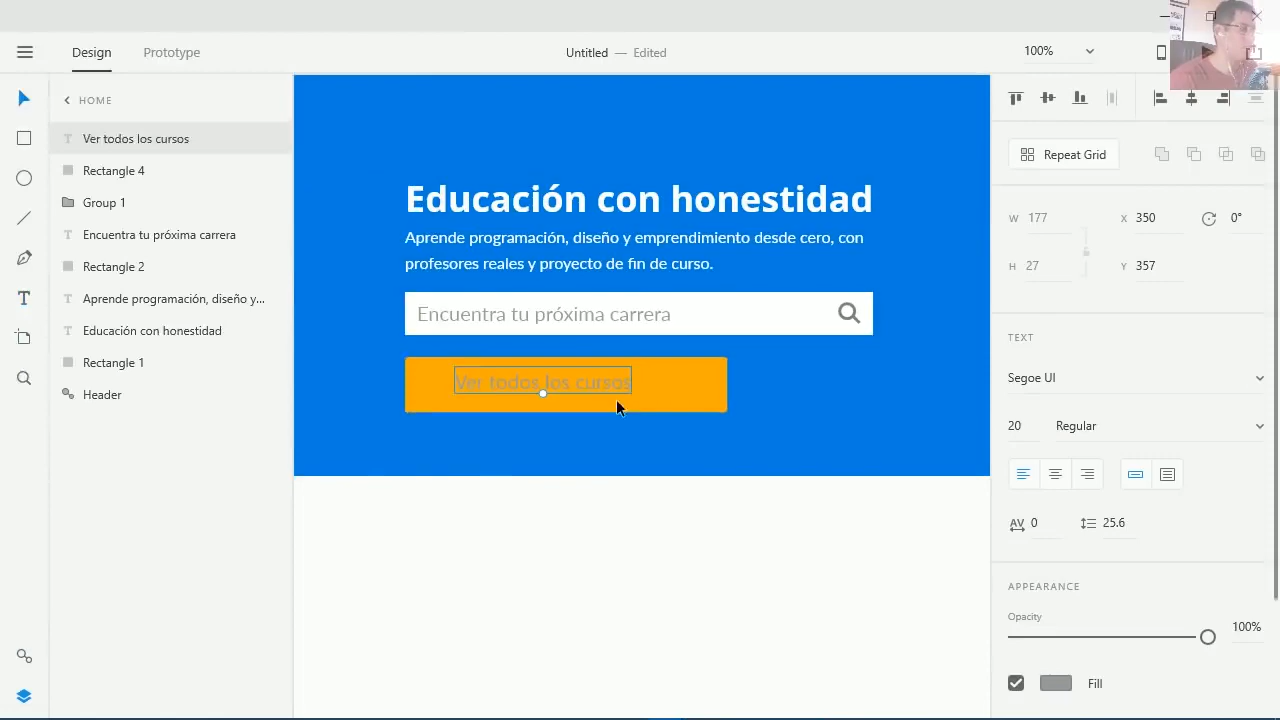 Design
Prototype
Untitled — Edited
100%
HOME
Ver todos los cursos
Rectangle 4
Group 1
Encuentra tu próxima carrera
Rectangle 2
Aprende programación, diseño y...
Educación con honestidad
Rectangle 1
Header
Educación con honestidad
Aprende programación, diseño y emprendimiento desde cero, con
profesores reales y proyecto de fin de curso.
Encuentra tu próxima carrera
Ver todos los cursos
Repeat Grid
W 177 X 350 0°
H 27 Y 357
TEXT
Segoe UI
20 Regular
AV 0 25.6
APPEARANCE
Opacity
100%
Fill